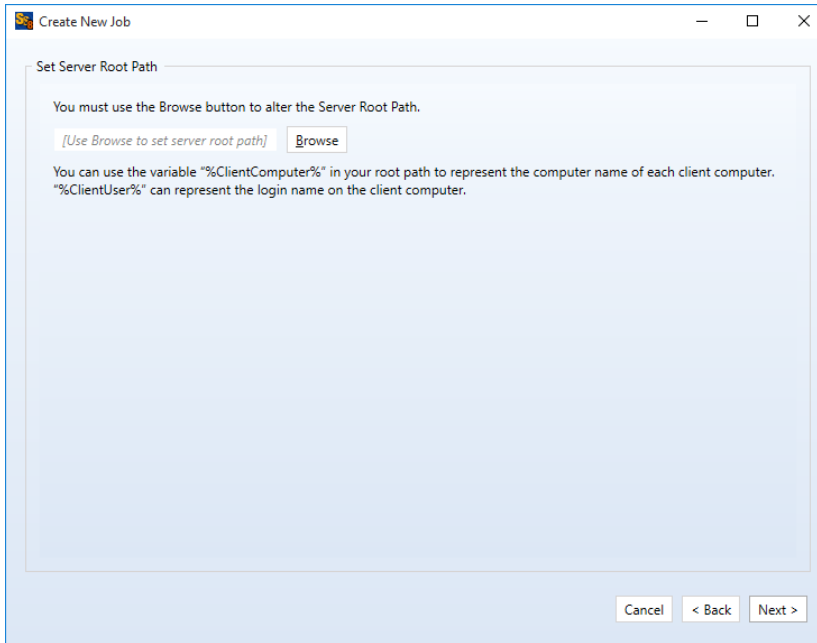 Create New Job
Set Server Root Path
You must use the Browse button to alter the Server Root Path.
[Use Browse to set server root path] Browse
You can use the variable "%ClientComputer%" in your root path to represent the computer name of each client computer.
"%ClientUser%" can represent the login name on the client computer.
Cancel < Back Next >